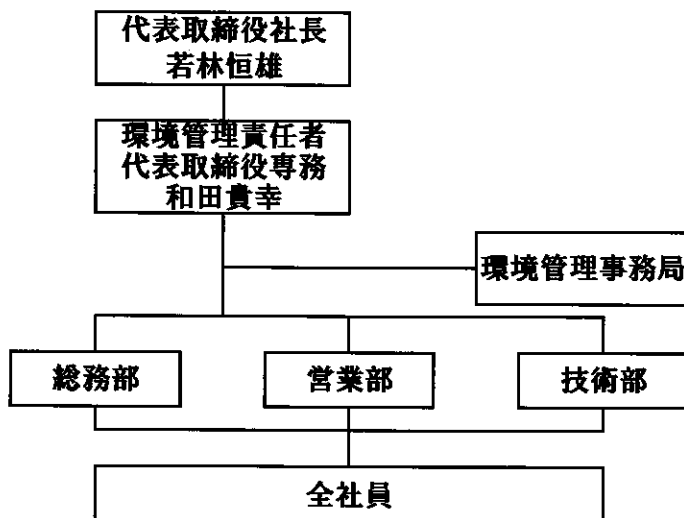 代表取締役社長
若林恒雄
環境管理責任者
代表取締役専務
和田貴幸
環境管理事務局
総務部
営業部
技術部
全社員